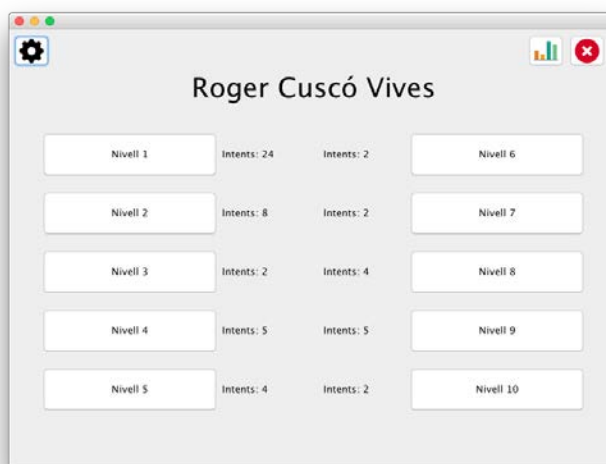 Roger Cuscó Vives
Nivell 1 Intents: 24 Intents: 2 Nivell 6
Nivell 2 Intents: 8 Intents: 2 Nivell 7
Nivell 3 Intents: 2 Intents: 4 Nivell 8
Nivell 4 Intents: 5 Intents: 5 Nivell 9
Nivell 5 Intents: 4 Intents: 2 Nivell 10